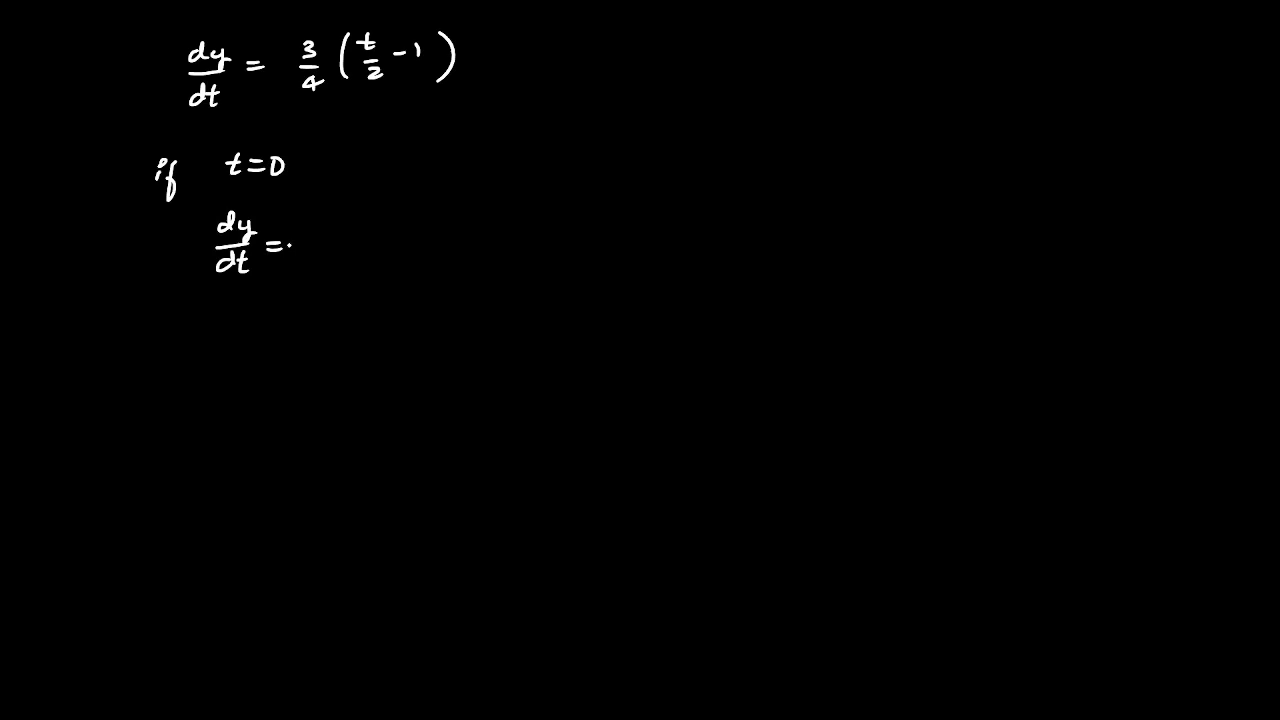 dy/dt = 3/4 (t/2 - 1)
if t=0
dy/dt =